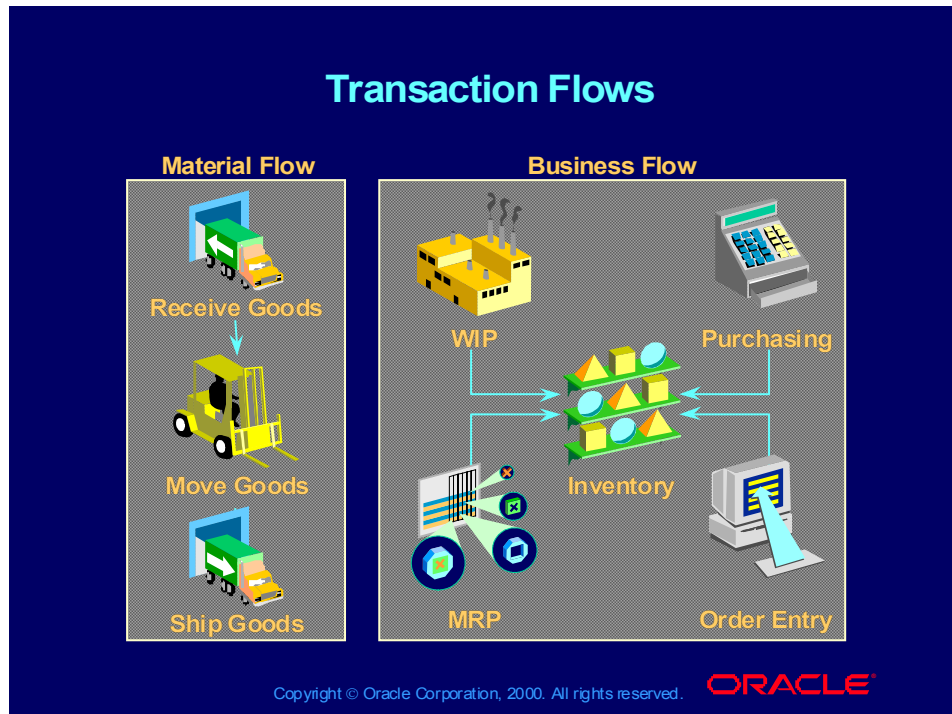 Transaction Flows
Material Flow
Receive Goods
Move Goods
Ship Goods
Business Flow
WIP
Purchasing
Inventory
MRP
Order Entry
Copyright © Oracle Corporation, 2000. All rights reserved.
ORACLE®